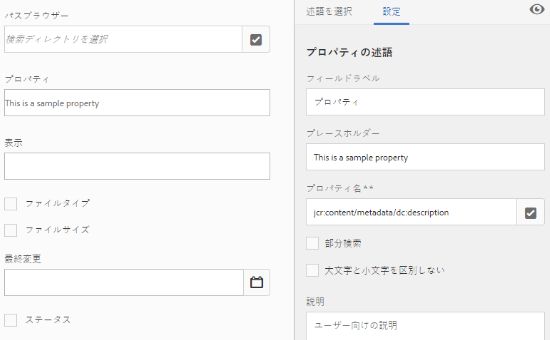 パスブラウザー
検索ディレクトリを選択
プロパティ
This is a sample property
表示
ファイルタイプ
ファイルサイズ
最終変更
ステータス
述語を選択
設定
プロパティの述語
フィールドラベル
プロパティ
プレースホルダー
This is a sample property
プロパティ名**
jcr:content/metadata/dc:description
部分検索
大文字と小文字を区別しない
説明
ユーザー向けの説明